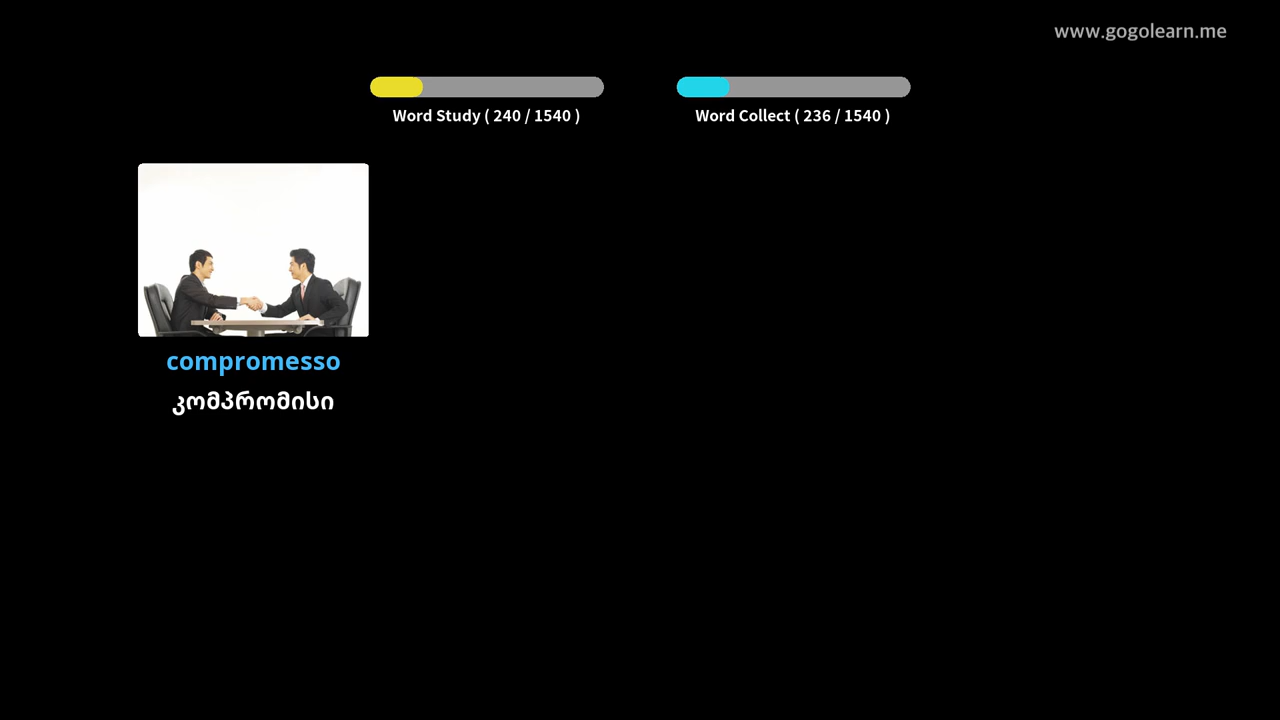 www.gogolearn.me
Word Study ( 240 / 1540 )
Word Collect ( 236 / 1540 )
compromesso
კომპრომისი